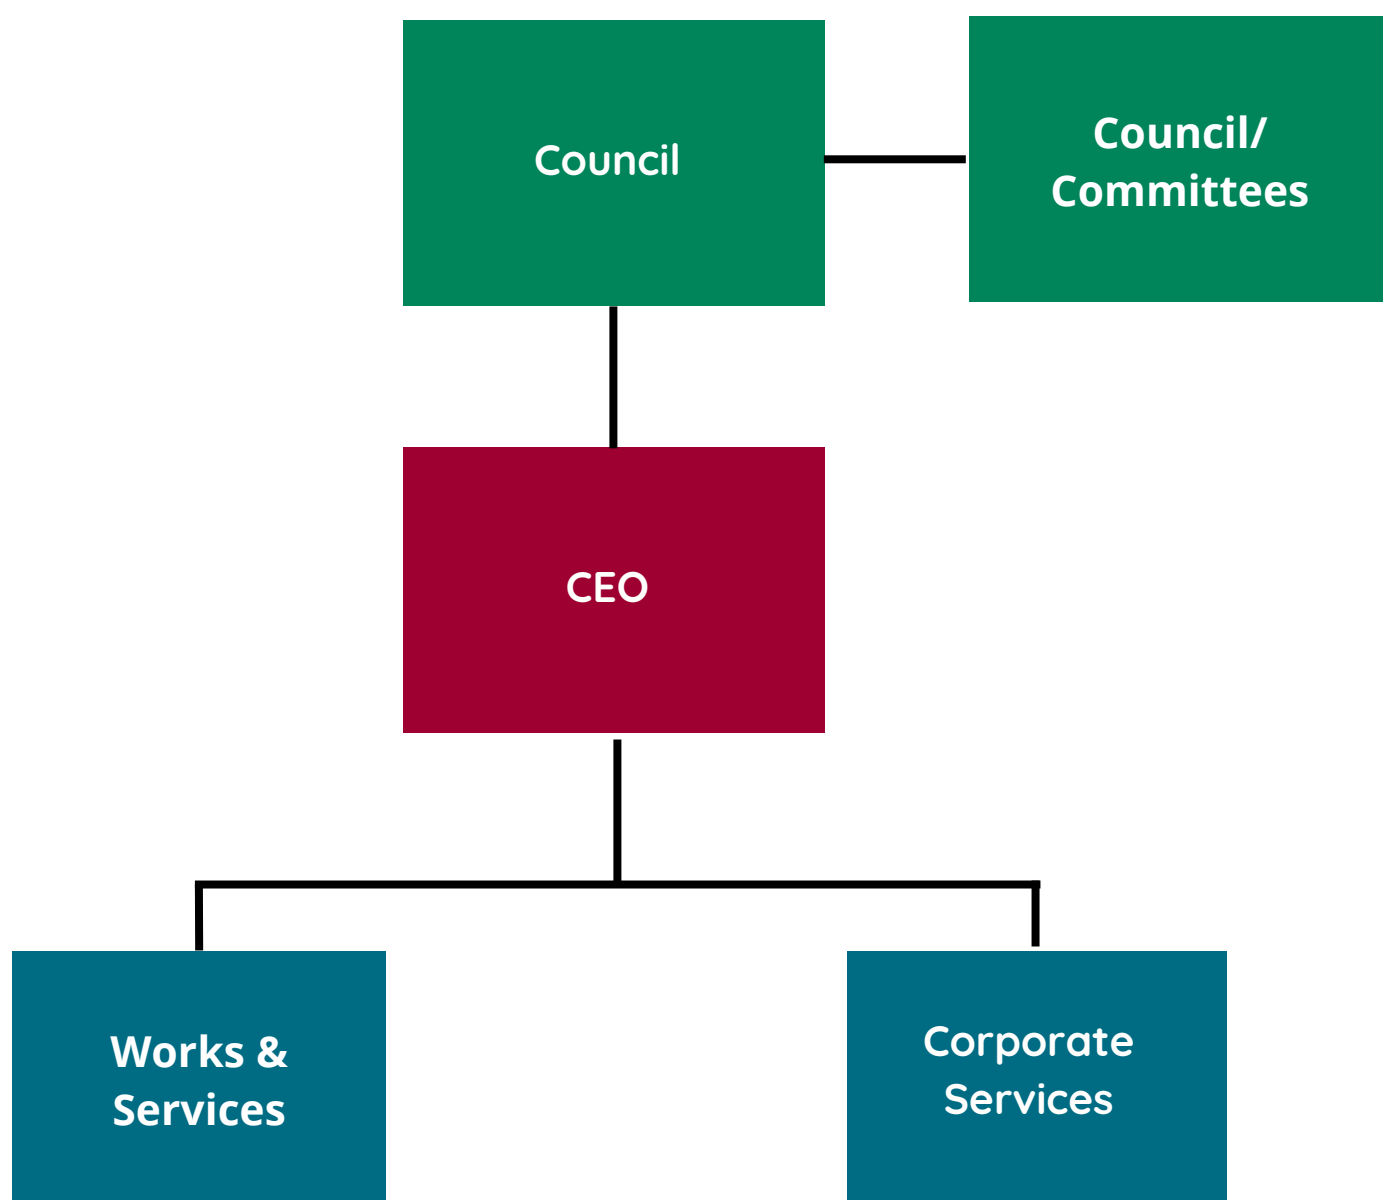 Council
Council/
Committees
CEO
Works &
Services
Corporate
Services